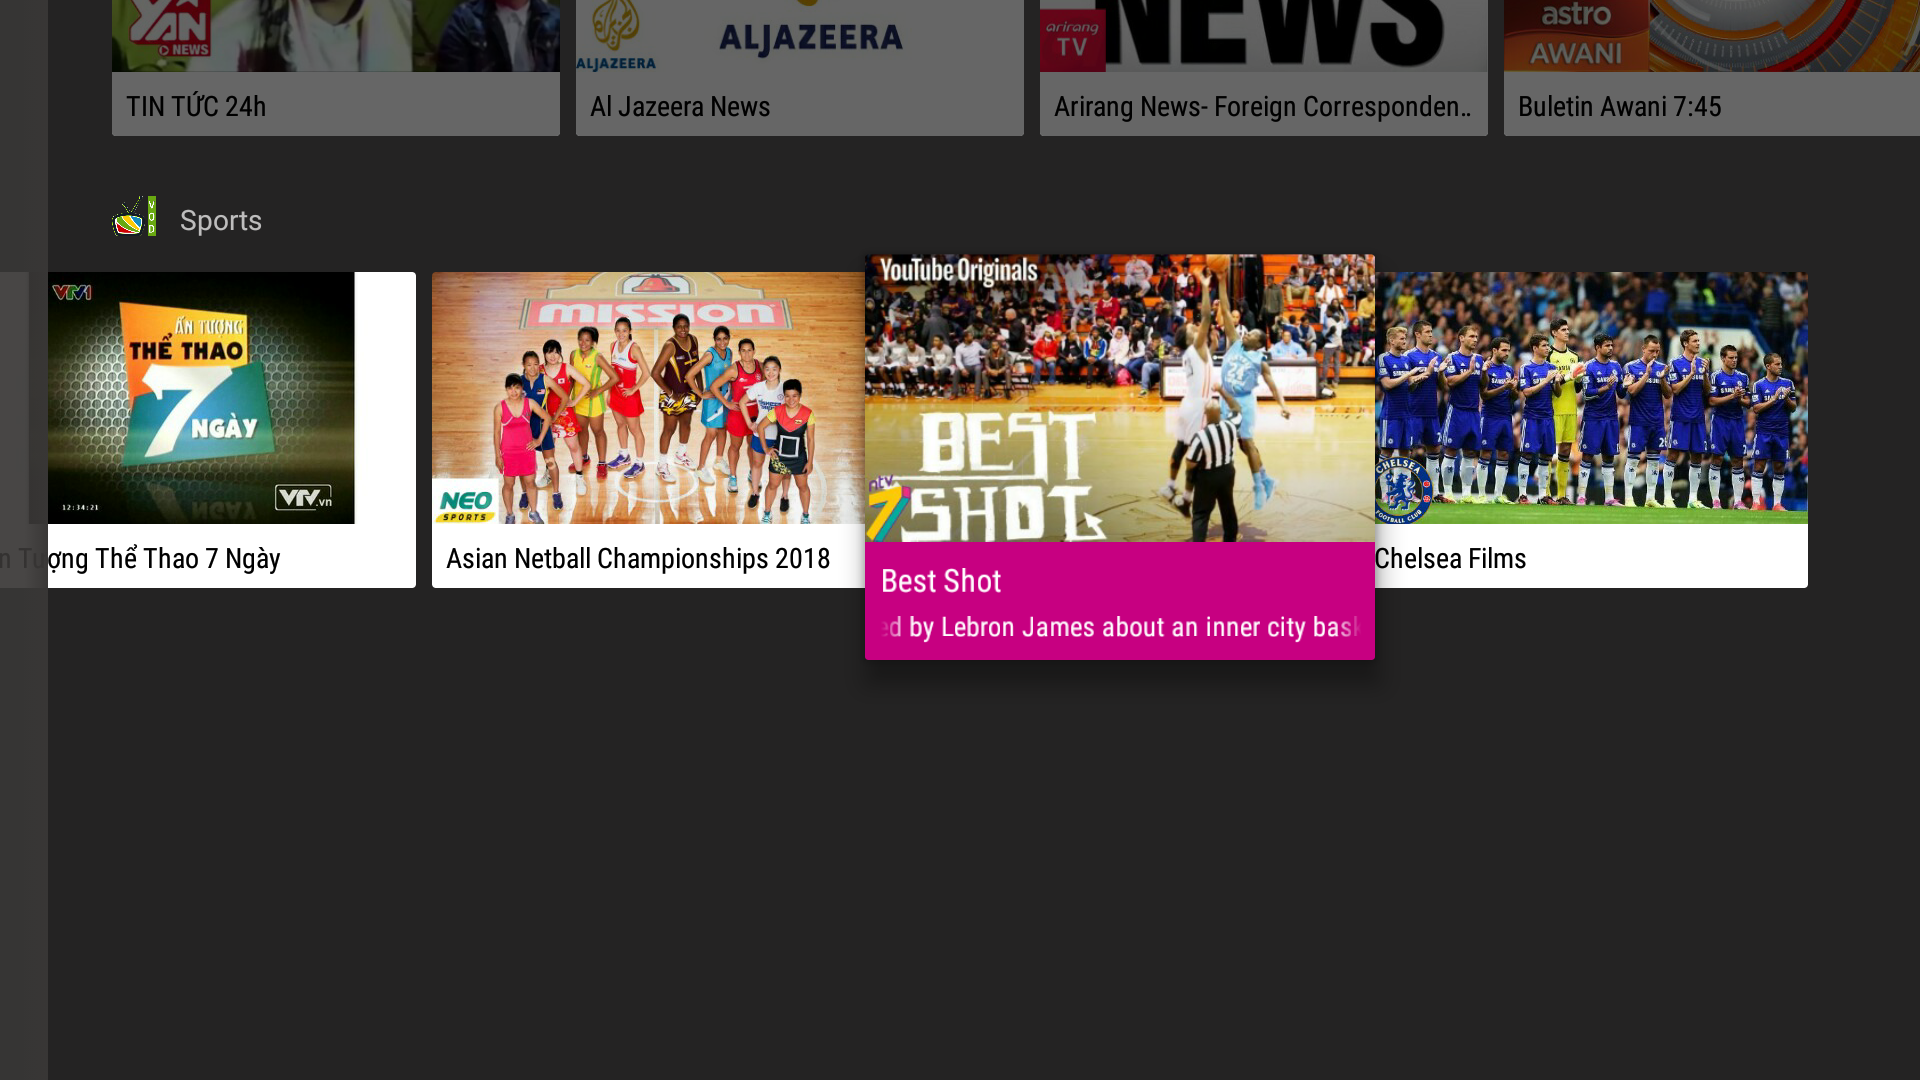 YAN
NEWS
ALJAZEERA
ALJAZEERA
arirang
TV
NEWS
astro
AWANI
TIN TỨC 24h
Al Jazeera News
Arirang News- Foreign Corresponden..
Buletin Awani 7:45
VOD
Sports
VTV1
ẤN TƯỢNG
THỂ THAO
7
NGÀY
VTV.vn
12:34:21
mission
NEO
SPORTS
YouTube Originals
BEST
SHOT
ntv
7
CHELSEA
FOOTBALL CLUB
n Tượng Thể Thao 7 Ngày
Asian Netball Championships 2018
Best Shot
ed by Lebron James about an inner city bask
Chelsea Films